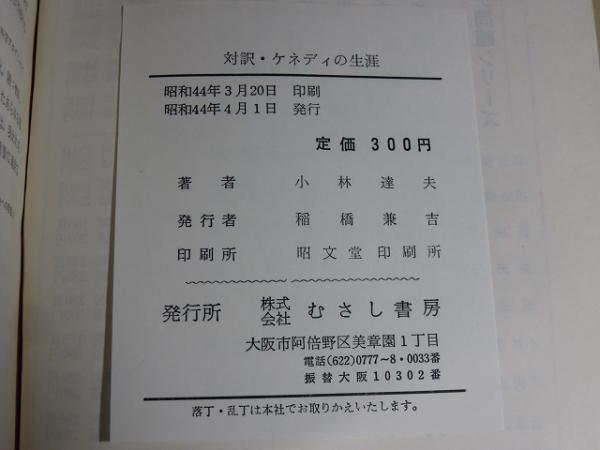 対訳・ケネディの生涯
昭和44年3月20日 印刷
昭和44年4月1日 発行
定価 300円
著者 小林達夫
発行者 稲橋兼吉
印刷所 昭文堂印刷所
発行所 株式会社 むさし書房
大阪市阿倍野区美章園1丁目
電話(622)0777～8・0033番
振替大阪10302番
落丁・乱丁は本社でお取りかえいたします。
シリーズ